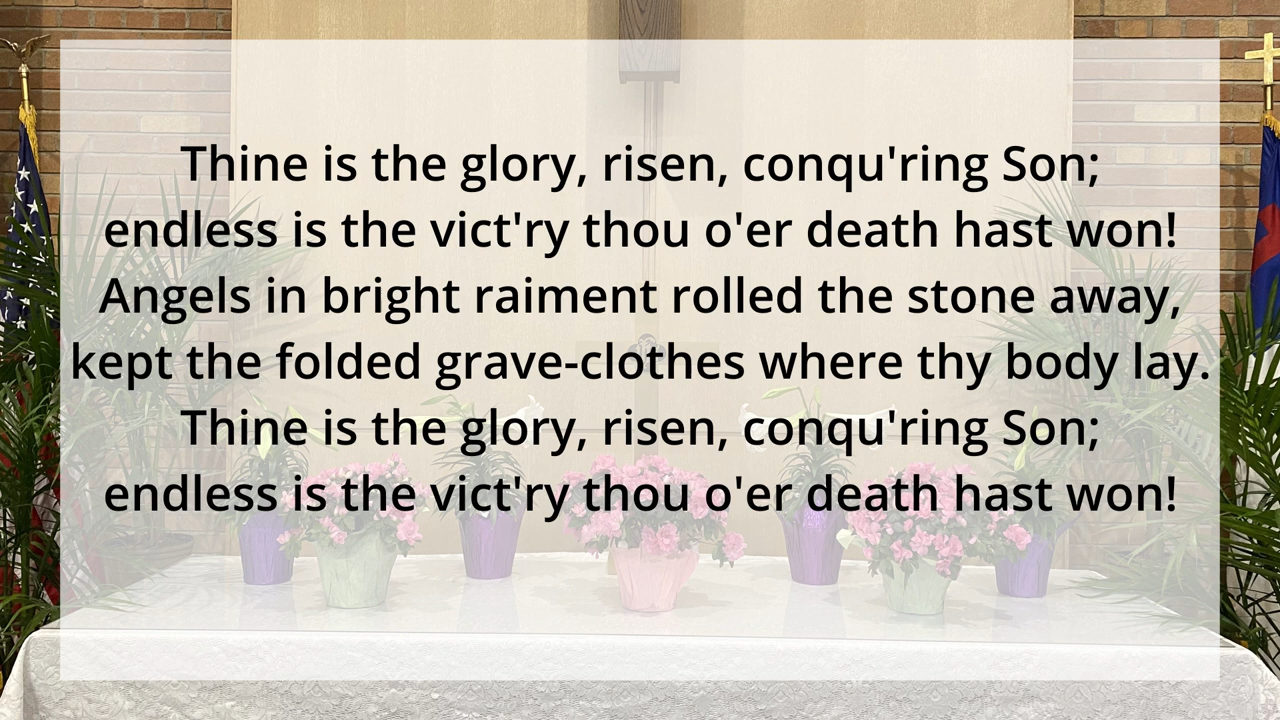 Thine is the glory, risen, conqu'ring Son;
endless is the vict'ry thou o'er death hast won!
Angels in bright raiment rolled the stone away,
kept the folded grave-clothes where thy body lay.
Thine is the glory, risen, conqu'ring Son;
endless is the vict'ry thou o'er death hast won!